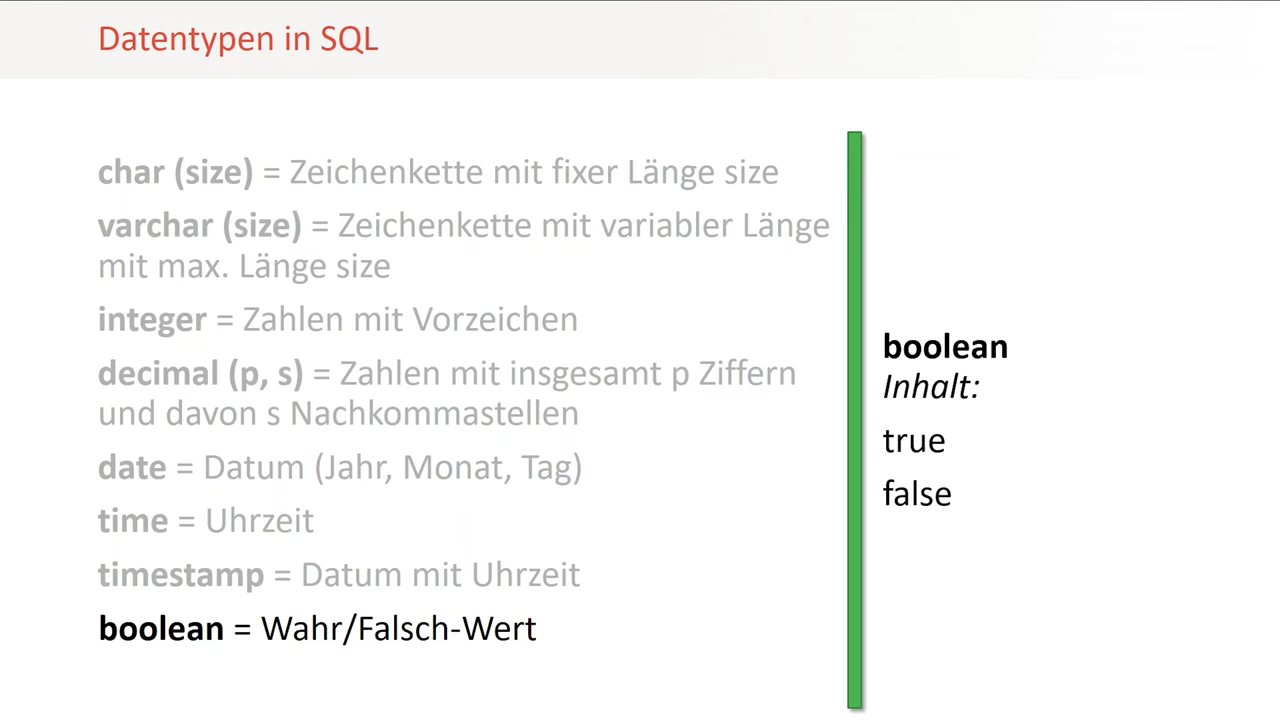 Datentypen in SQL
char (size) = Zeichenkette mit fixer Länge size
varchar (size) = Zeichenkette mit variabler Länge
mit max. Länge size
integer = Zahlen mit Vorzeichen
decimal (p, s) = Zahlen mit insgesamt p Ziffern
und davon s Nachkommastellen
date = Datum (Jahr, Monat, Tag)
time = Uhrzeit
timestamp = Datum mit Uhrzeit
boolean = Wahr/Falsch-Wert
boolean
Inhalt:
true
false